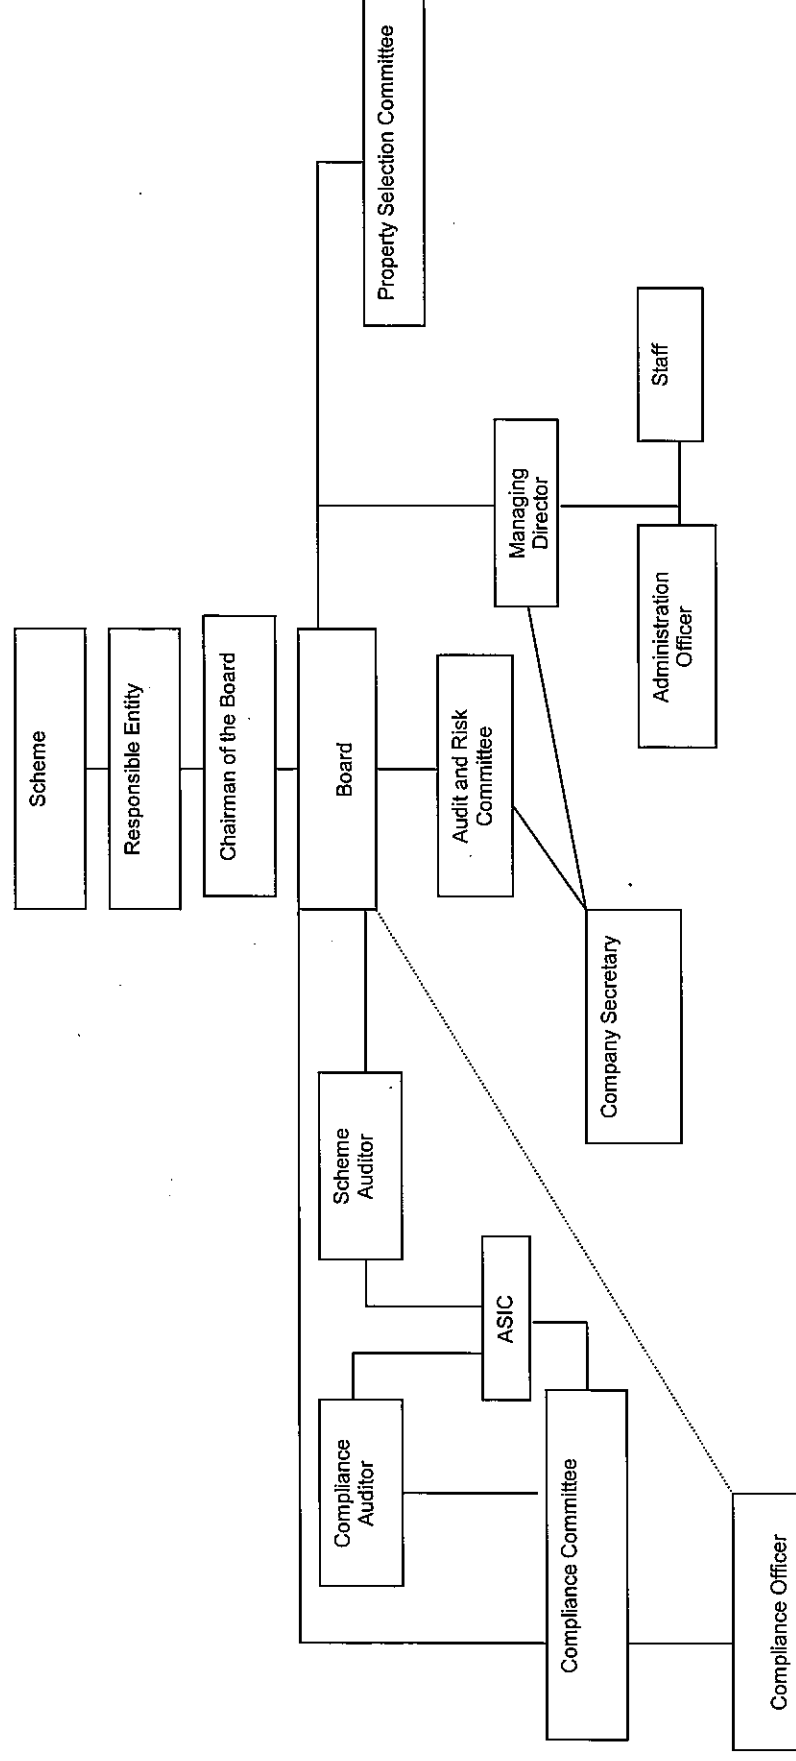 Scheme
Responsible Entity
Chairman of the Board
Board
Property Selection Committee
Compliance
Auditor
Scheme
Auditor
ASIC
Audit and Risk
Committee
Managing
Director
Compliance Committee
Company Secretary
Administration
Officer
Staff
Compliance Officer